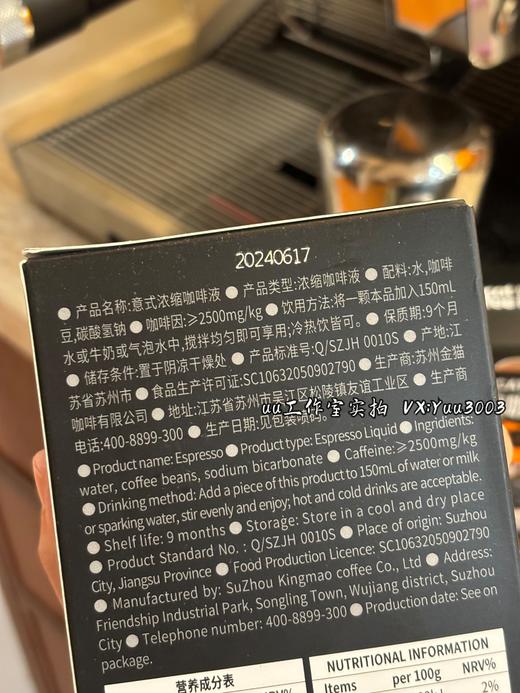 20240617
● 产品名称:意式浓缩咖啡液 ● 产品类型:浓缩咖啡液 ● 配料:水,咖啡
豆,碳酸氢钠 ● 咖啡因:≥2500mg/kg ● 饮用方法:将一颗本品加入150mL
水或牛奶或气泡水中,搅拌均匀即可享用;冷热饮皆可。 ● 保质期:9个月
● 储存条件:置于阴凉干燥处 ● 产品标准号:Q/SZJH 0010S ● 产地:江
苏省苏州市 ● 食品生产许可证:SC10632050902790 ● 生产商:苏州金猫
咖啡有限公司 ● 地址:江苏省苏州市吴江区松陵镇友谊工业区 ● 生产商
电话:400-8899-300 ● 生产日期:见包装喷码。
uu工作室实拍 VX:Yuu3003
● Product name: Espresso ● Product type: Espresso Liquid ● Ingridients:
water, coffee beans, sodium bicarbonate ● Caffeine:≥2500mg/kg
● Drinking method: Add a piece of this product to 150ML of water or milk
or sparking water, stir evenly and enjoy; hot and cold drinks are acceptable.
● Shelf life: 9 months ● Storage: Store in a cool and dry place
● Product Standard No. : Q/SZJH 0010S ● Place of origin: Suzhou
City, Jiangsu Province ● Food Production Licence: SC10632050902790
● Manufactured by: SuZhou Kingmao coffee Co., Ltd ● Address:
Friendship Industrial Park, Songling Town, Wujiang district, Suzhou
City ● Telephone number: 400-8899-300 ● Production date: See on
package.
营养成分表
NUTRITIONAL INFORMATION
Items per 100g NRV%
2%